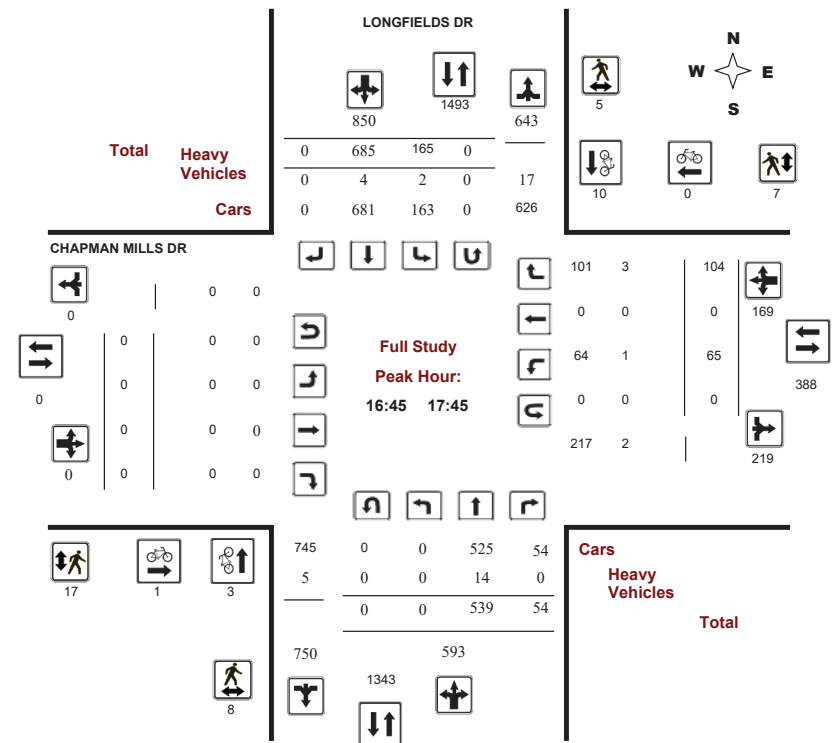 LONGFIELDS DR
N
W E
S
1493
5
850 643
Total Heavy Vehicles
0 685 165 0
0 4 2 0 17
Cars 0 681 163 0 626
10 0 7
CHAPMAN MILLS DR
0 0 0
101 3 104
169
0 0 0
0 0 0
Full Study
0
388
0 0 0
Peak Hour:
64 1 65
16:45 17:45
0 0 0
0 0 0
217 2
219
0 0 0 0
745 0 0 525 54
Cars
5 0 0 14 0
Heavy
Vehicles
17 1 3
0 0 539 54
Total
750 593
1343
8